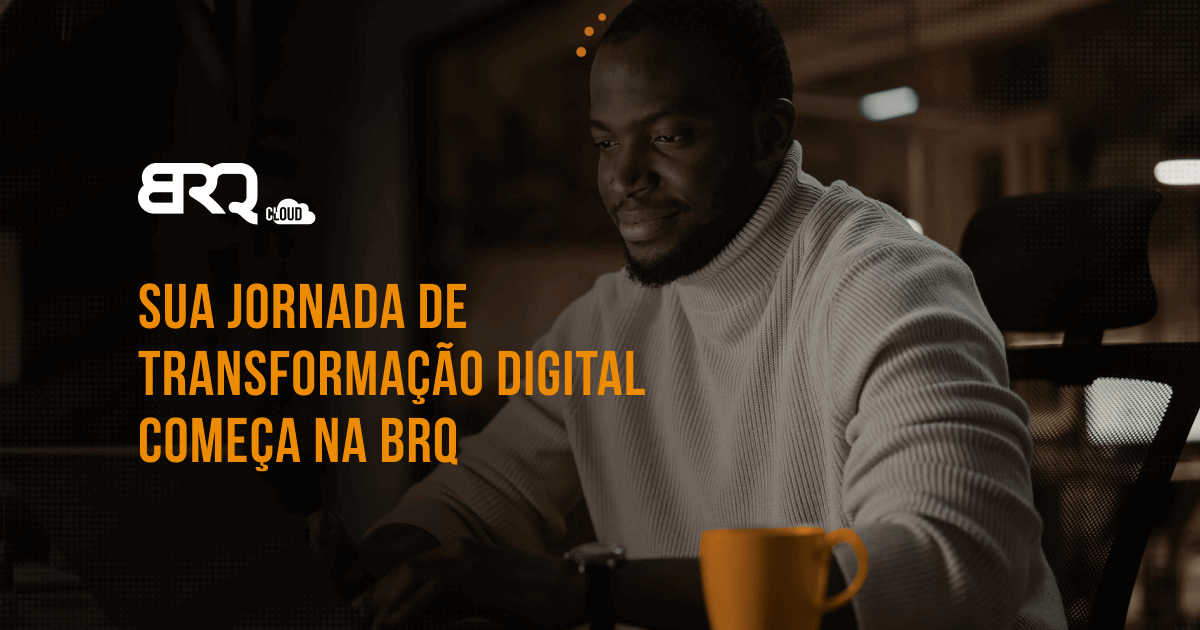 BRQ
CLOUD
SUA JORNADA DE
TRANSFORMAÇÃO DIGITAL
COMEÇA NA BRQ